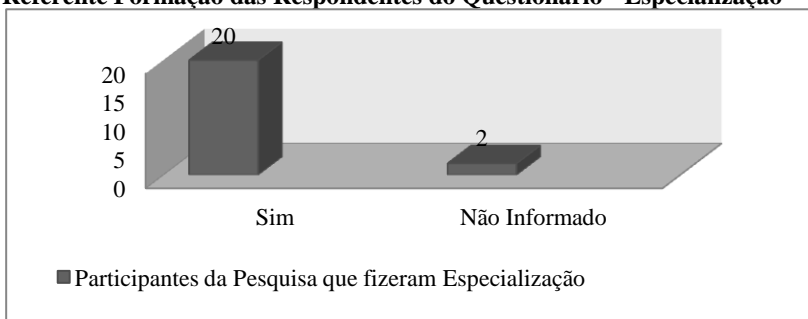 Referente Formação das Respondentes do Questionário - Especialização
20
20
15
10
5
0
2
Sim
Não Informado
Participantes da Pesquisa que fizeram Especialização